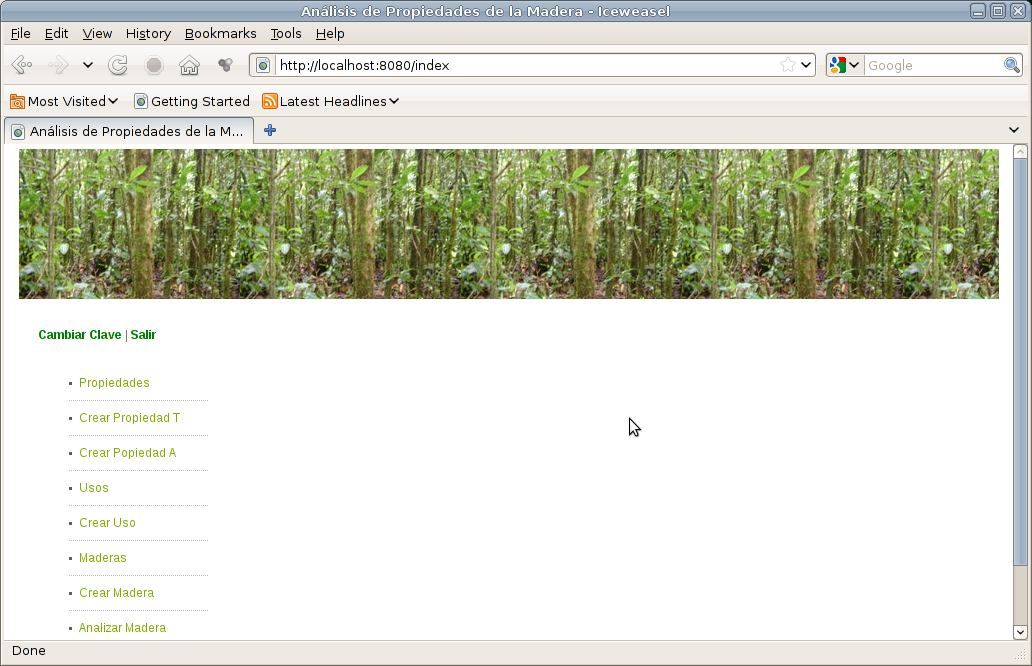 Análisis de Propiedades de la Madera - Iceweasel
File Edit View History Bookmarks Tools Help
http://localhost:8080/index Google
Most Visited Getting Started Latest Headlines
Análisis de Propiedades de la M...
Cambiar Clave | Salir
Propiedades
Crear Propiedad T
Crear Popiedad A
Usos
Crear Uso
Maderas
Crear Madera
Analizar Madera
Done